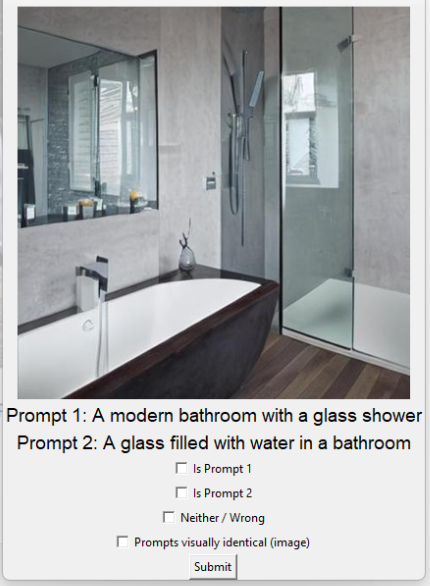 Prompt 1: A modern bathroom with a glass shower
Prompt 2: A glass filled with water in a bathroom
Is Prompt 1
Is Prompt 2
Neither / Wrong
Prompts visually identical (image)
Submit